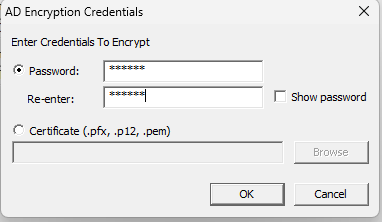 AD Encryption Credentials
Enter Credentials To Encrypt
Password: ******
Re-enter: ****** Show password
Certificate (.pfx, .p12, .pem)
Browse
OK Cancel